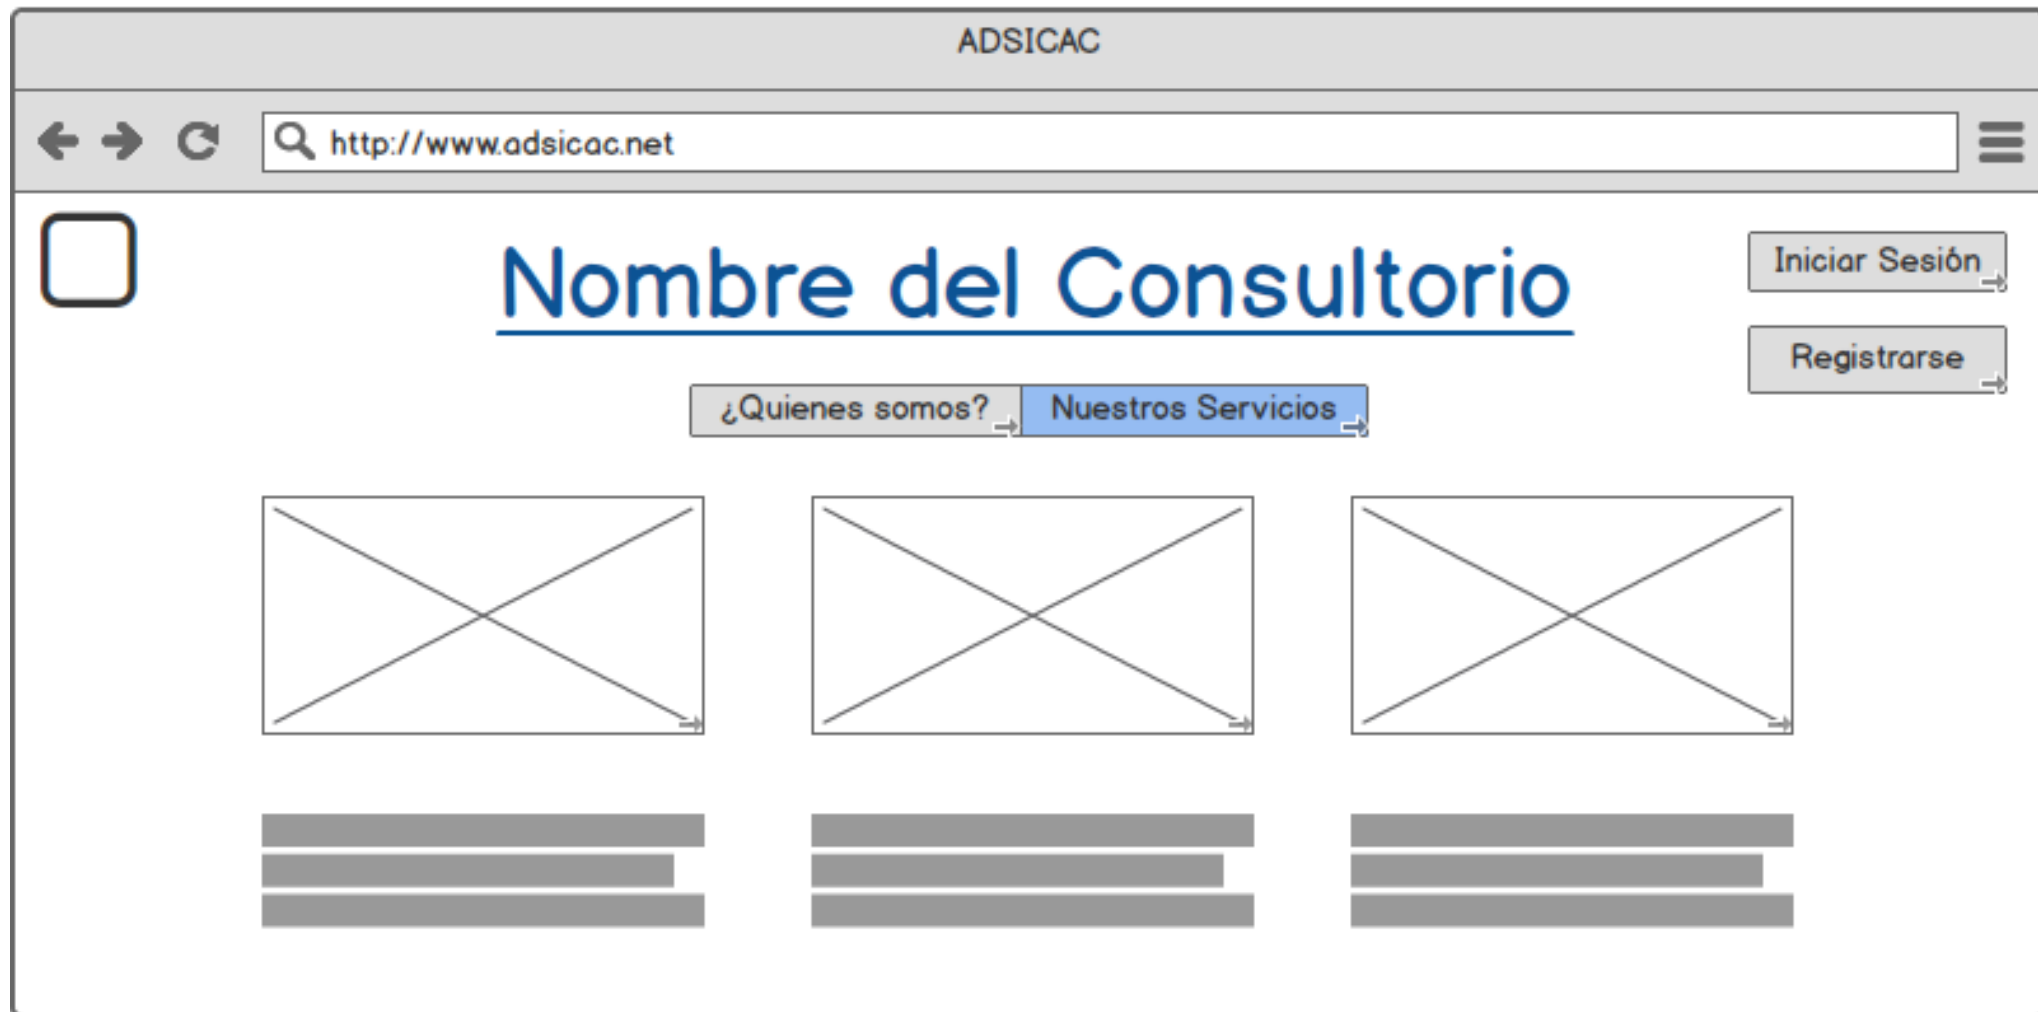 ADSICAC
http://www.adsicac.net
Nombre del Consultorio
Iniciar Sesión
Registrarse
¿Quienes somos?
Nuestros Servicios